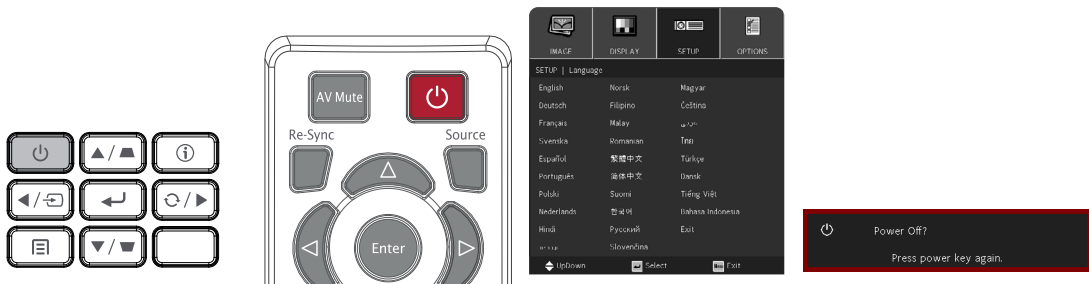 AV Mute
Re-Sync Source
Enter
IMAGE DISPLAY SETUP OPTIONS
SETUP | Language
English Norsk Magyar
Deutsch Filipino Čeština
Français Malay
Svenska Romanian ไทย
Español 繁體中文 Türkçe
Português 简体中文 Dansk
Polski Suomi Tiếng Việt
Nederlands 한국어 Bahasa Indonesia
Hindi Русский Exit
Slovenčina
UpDown Select Menu Exit
Power Off?
Press power key again.